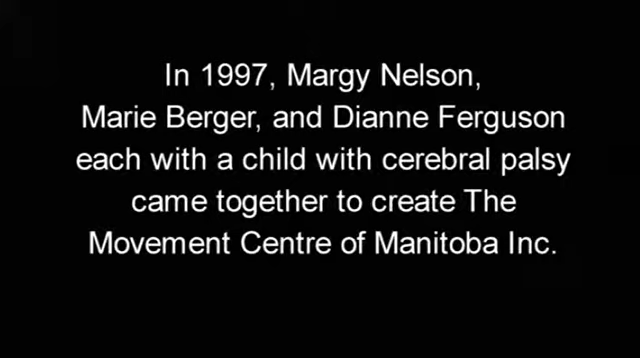 In 1997, Margy Nelson,
Marie Berger, and Dianne Ferguson
each with a child with cerebral palsy
came together to create The
Movement Centre of Manitoba Inc.